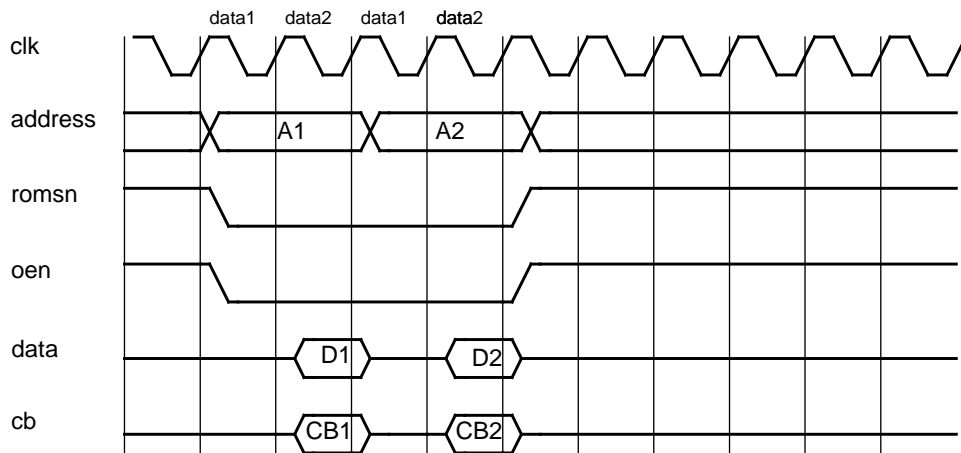 data1 data2 data1 data2
clk
address A1 A2
romsn
oen
data D1 D2
cb CB1 CB2